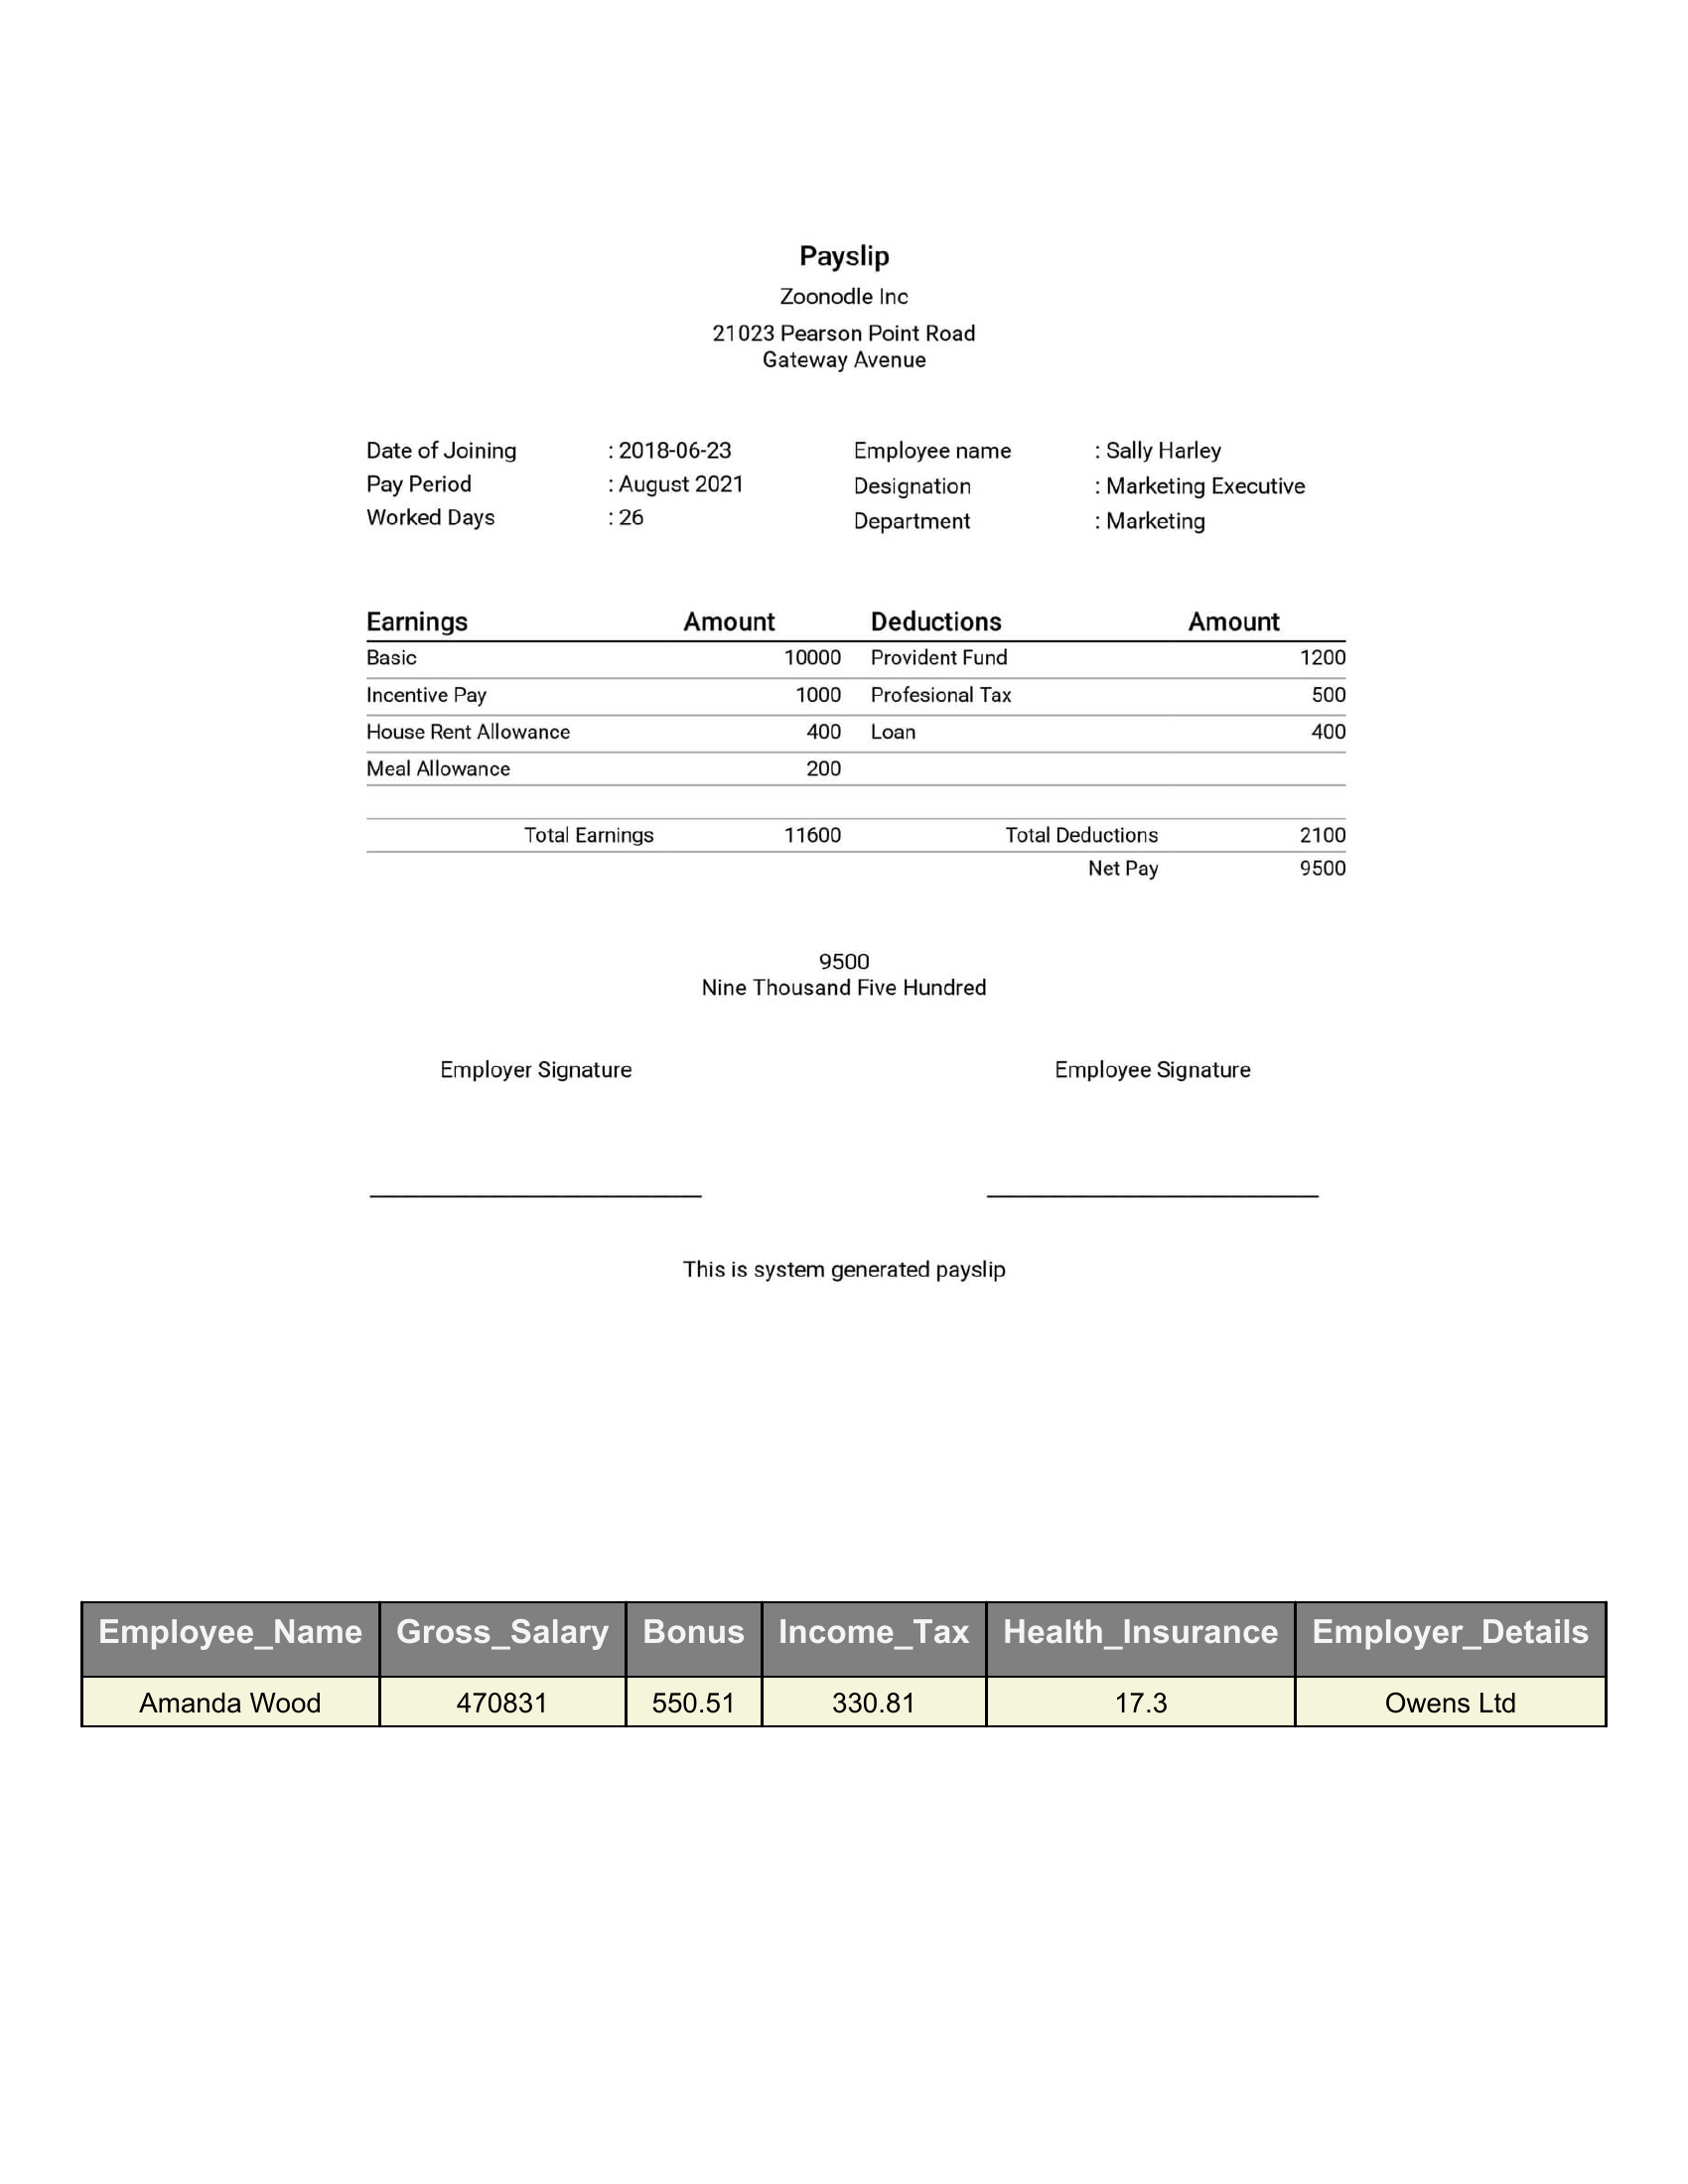 Payslip
Zoonodle Inc
21023 Pearson Point Road
Gateway Avenue
Date of Joining : 2018-06-23 Employee name : Sally Harley
Pay Period : August 2021 Designation : Marketing Executive
Worked Days : 26 Department : Marketing
Earnings Amount Deductions Amount
Basic 10000 Provident Fund 1200
Incentive Pay 1000 Profesional Tax 500
House Rent Allowance 400 Loan 400
Meal Allowance 200
Total Earnings 11600 Total Deductions 2100
Net Pay 9500
9500
Nine Thousand Five Hundred
Employer Signature Employee Signature
This is system generated payslip
Employee_Name Gross_Salary Bonus Income_Tax Health_Insurance Employer_Details
Amanda Wood 470831 550.51 330.81 17.3 Owens Ltd